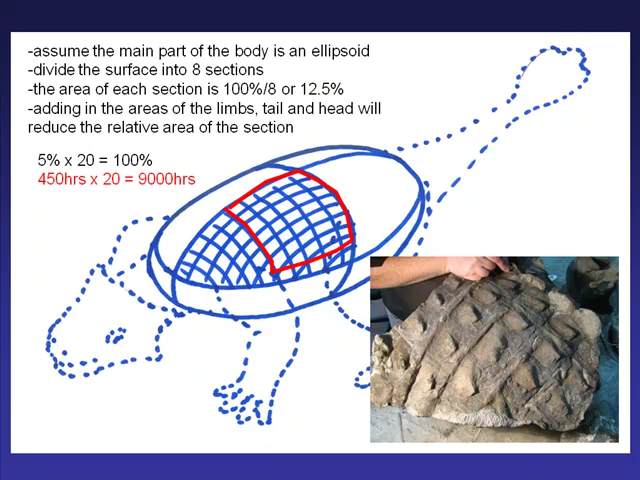 -assume the main part of the body is an ellipsoid
-divide the surface into 8 sections
-the area of each section is 100%/8 or 12.5%
-adding in the areas of the limbs, tail and head will
reduce the relative area of the section
5% x 20 = 100%
450hrs x 20 = 9000hrs